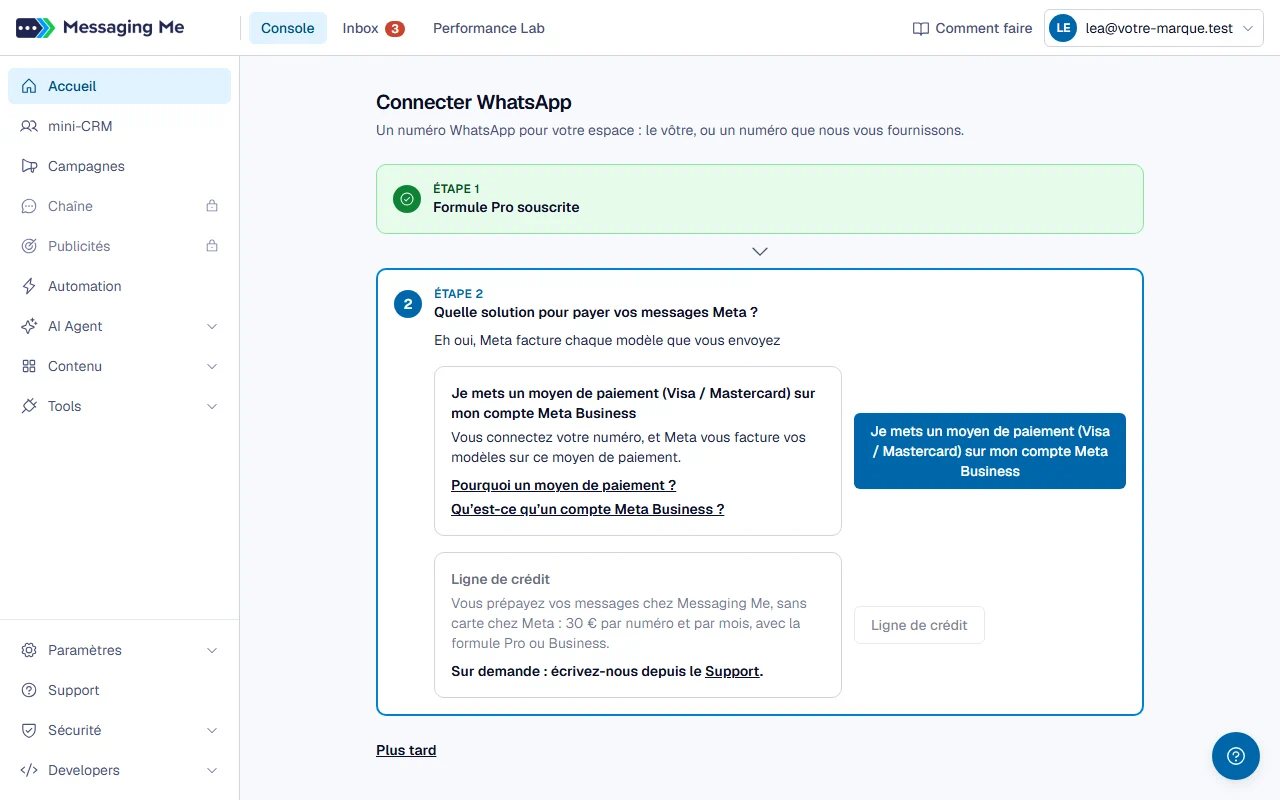 Messaging Me
Console
Inbox 3
Performance Lab
Comment faire
LE lea@votre-marque.test
Accueil
mini-CRM
Campagnes
Chaîne
Publicités
Automation
AI Agent
Contenu
Tools
Paramètres
Support
Sécurité
Developers
Connecter WhatsApp
Un numéro WhatsApp pour votre espace : le vôtre, ou un numéro que nous vous fournissons.
ÉTAPE 1
Formule Pro souscrite
2
ÉTAPE 2
Quelle solution pour payer vos messages Meta ?
Eh oui, Meta facture chaque modèle que vous envoyez
Je mets un moyen de paiement (Visa / Mastercard) sur
mon compte Meta Business
Vous connectez votre numéro, et Meta vous facture vos
modèles sur ce moyen de paiement.
Pourquoi un moyen de paiement ?
Qu’est-ce qu’un compte Meta Business ?
Je mets un moyen de paiement (Visa
/ Mastercard) sur mon compte Meta
Business
Ligne de crédit
Vous prépayez vos messages chez Messaging Me, sans
carte chez Meta : 30 € par numéro et par mois, avec la
formule Pro ou Business.
Sur demande : écrivez-nous depuis le Support.
Ligne de crédit
Plus tard